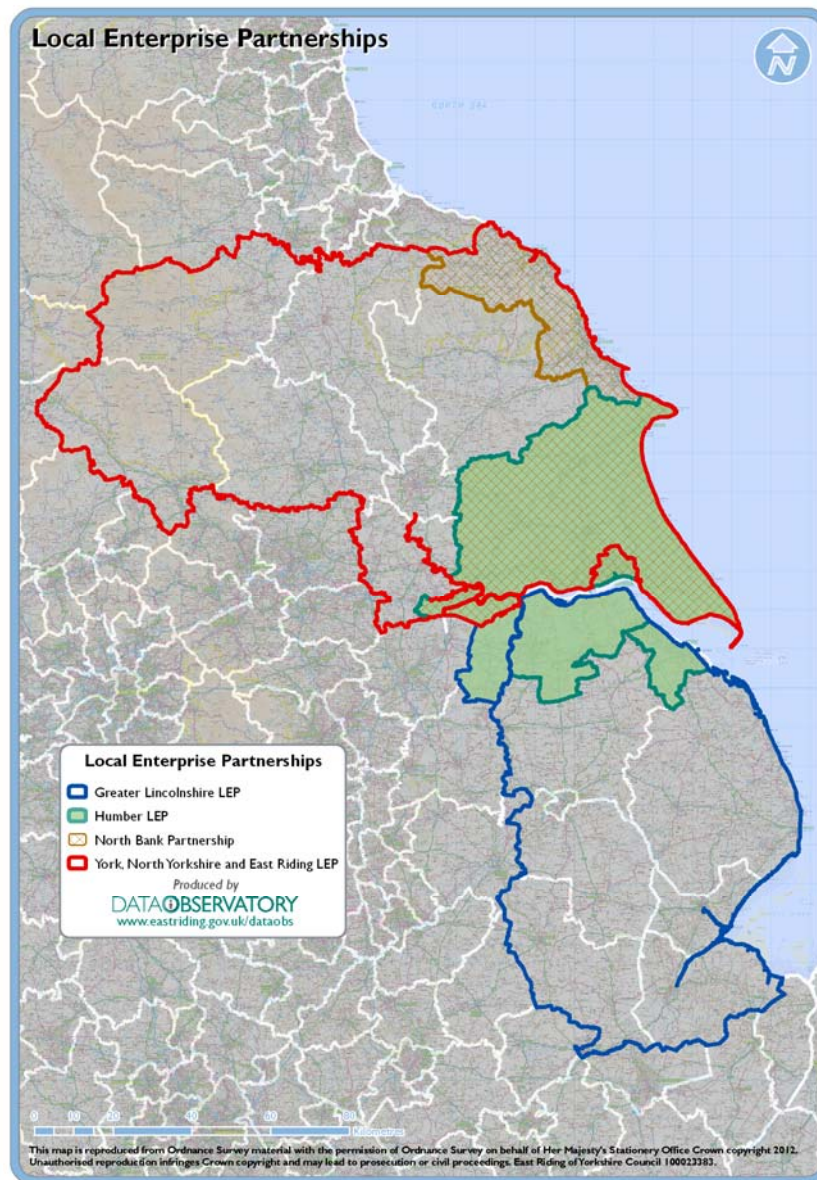 Local Enterprise Partnerships
N
NORTH SEA
Local Enterprise Partnerships
Greater Lincolnshire LEP
Humber LEP
North Bank Partnership
York, North Yorkshire and East Riding LEP
Produced by
DATA OBSERVATORY
www.eastriding.gov.uk/dataobs
0 10 20 40 60 80
Kilometres
This map is reproduced from Ordnance Survey material with the permission of Ordnance Survey on behalf of Her Majesty's Stationery Office Crown copyright 2012.
Unauthorised reproduction infringes Crown copyright and may lead to prosecution or civil proceedings. East Riding of Yorkshire Council 100023383.